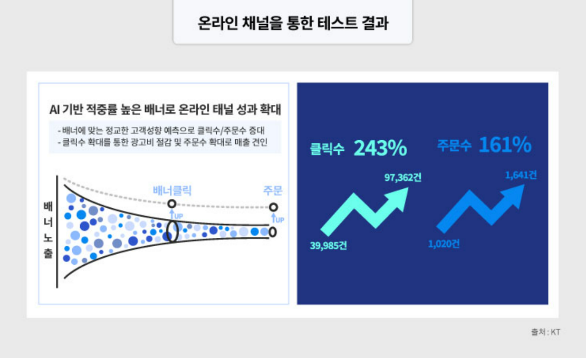 온라인 채널을 통한 테스트 결과
AI 기반 적중률 높은 배너로 온라인 태널 성과 확대
- 배너에 맞는 정교한 고객성향 예측으로 클릭수/주문수 증대
- 클릭수 확대를 통한 광고비 절감 및 주문수 확대로 매출 견인
배너노출
배너클릭
주문
UP
UP
클릭수 243%
97,362건
39,985건
주문수 161%
1,641건
1,020건
출처 : KT